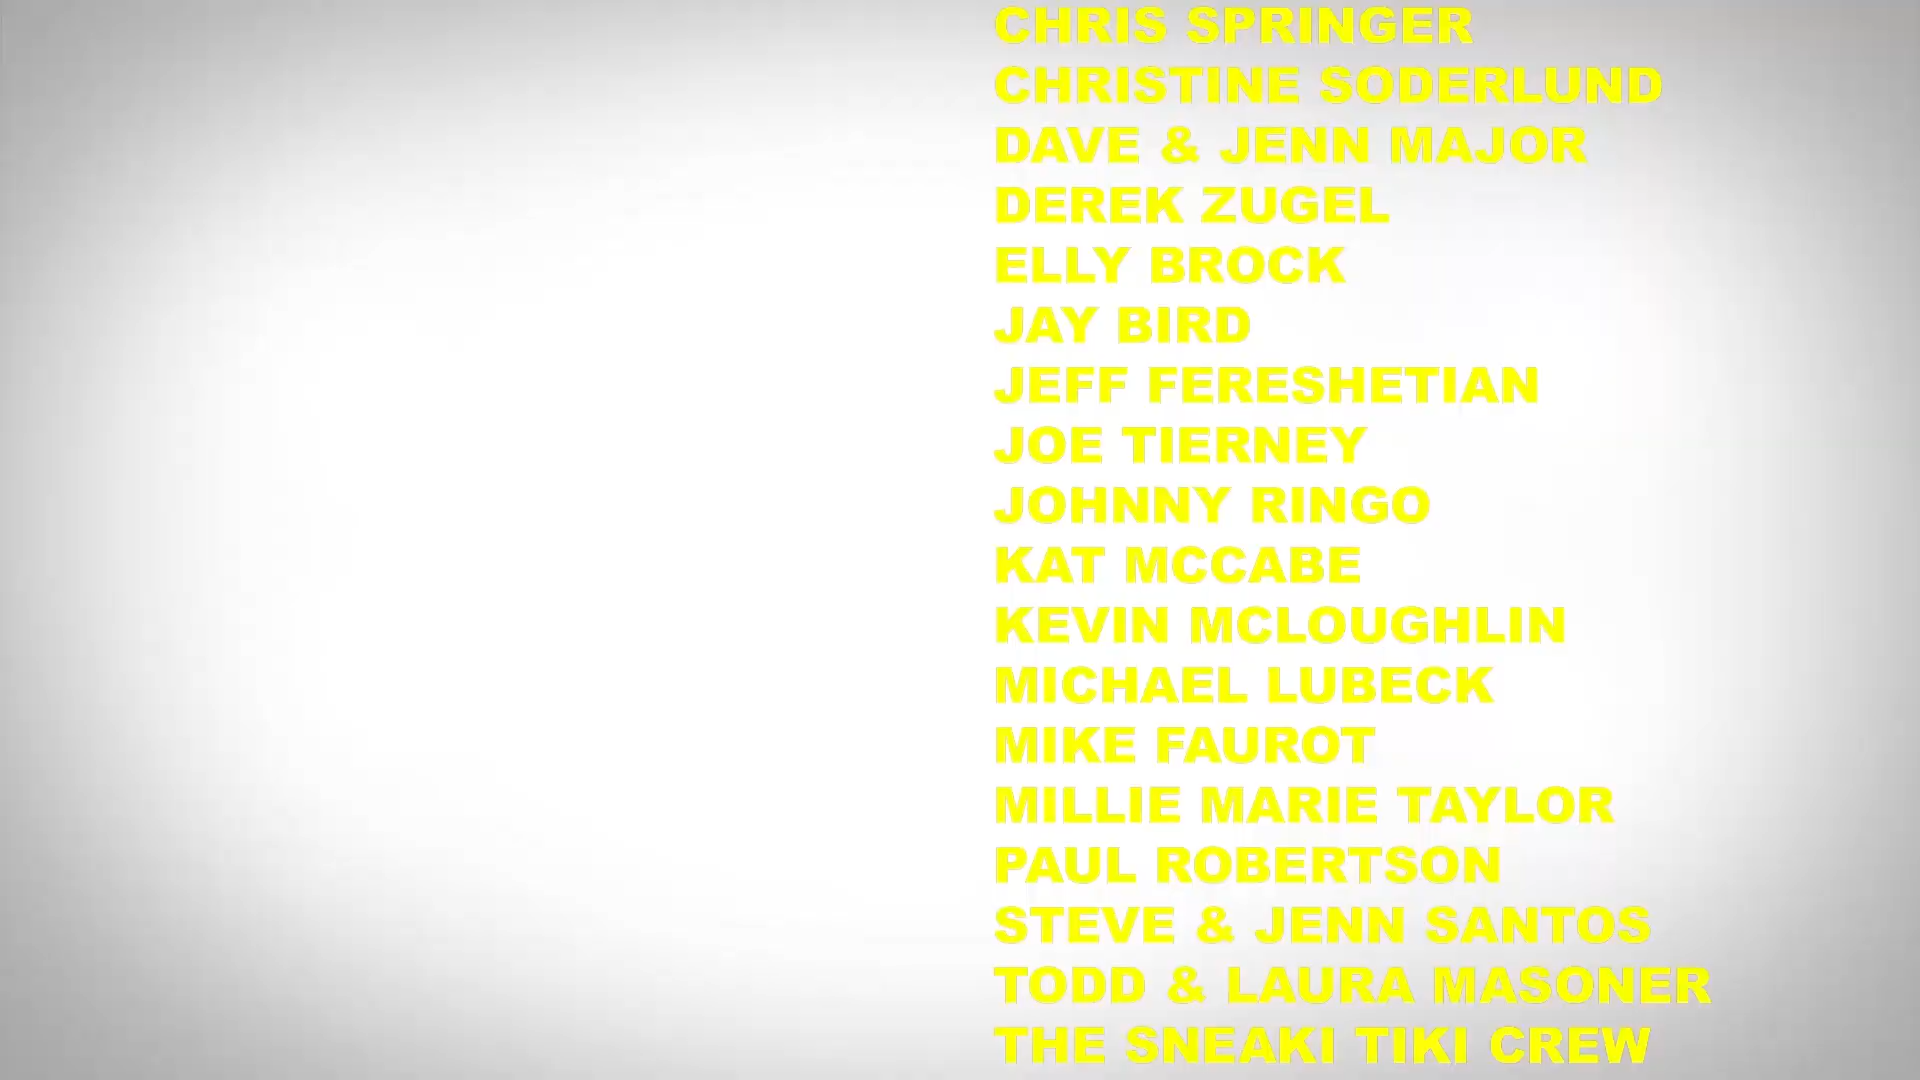 CHRIS SPRINGER
CHRISTINE SODERLUND
DAVE & JENN MAJOR
DEREK ZUGEL
ELLY BROCK
JAY BIRD
JEFF FERESHETIAN
JOE TIERNEY
JOHNNY RINGO
KAT MCCABE
KEVIN MCLOUGHLIN
MICHAEL LUBECK
MIKE FAUROT
MILLIE MARIE TAYLOR
PAUL ROBERTSON
STEVE & JENN SANTOS
TODD & LAURA MASONER
THE SNEAKI TIKI CREW